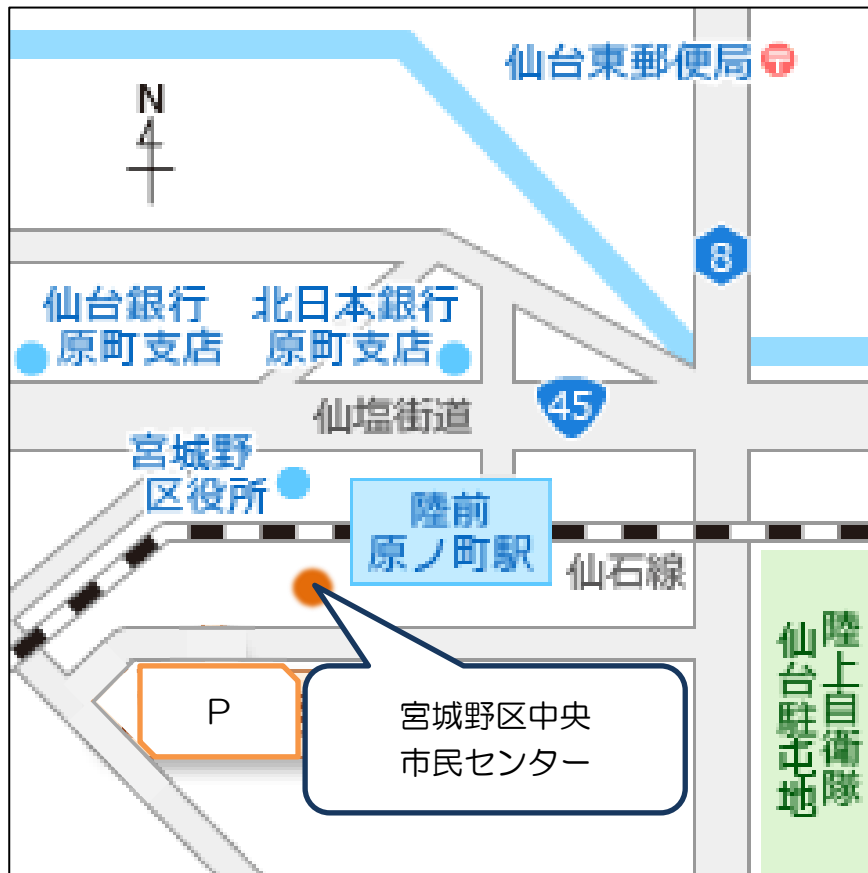 仙台東郵便局
N
8
仙台銀行
原町支店
北日本銀行
原町支店
45
仙塩街道
宮城野
区役所
陸前
原ノ町駅
仙石線
陸上自衛隊
仙台駐屯地
P
宮城野区中央
市民センター